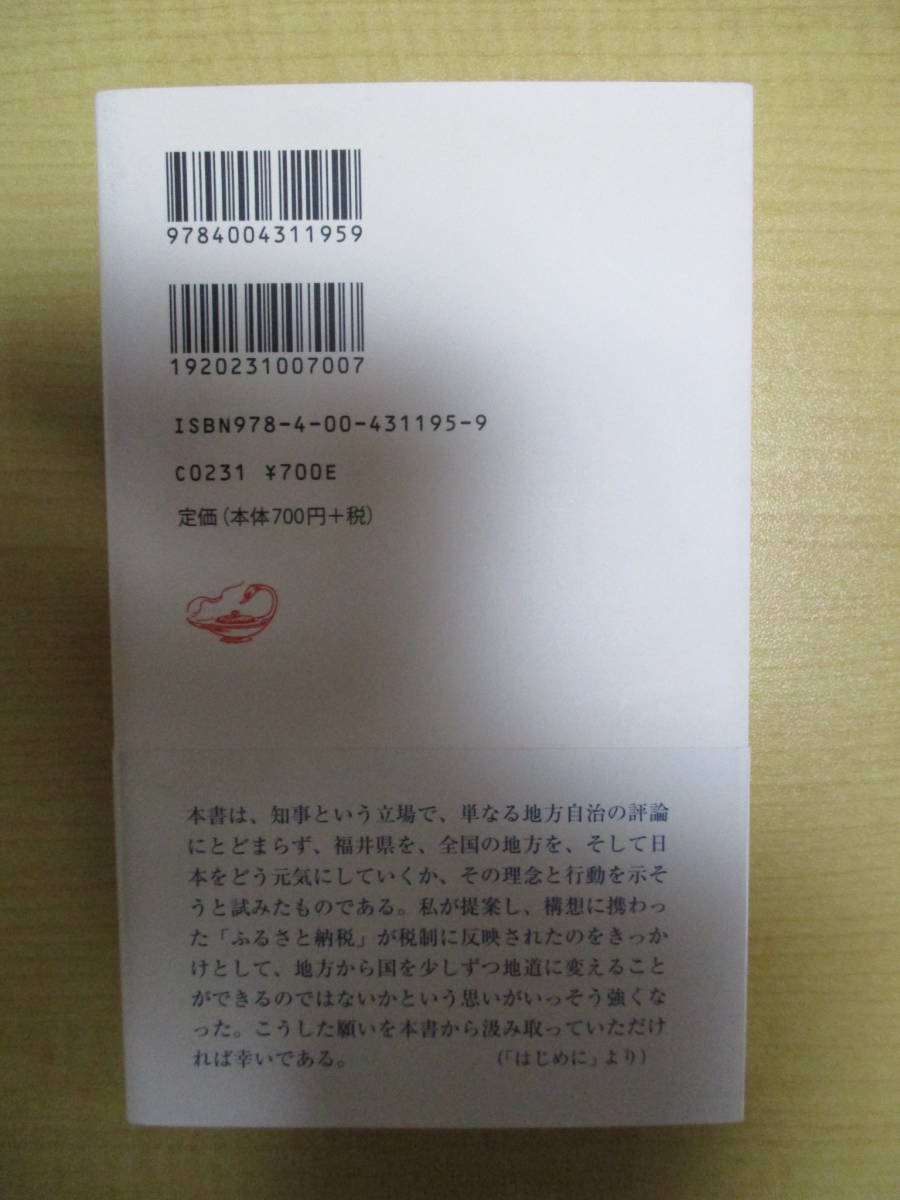 9784004311959
1920231007007
ISBN978-4-00-431195-9
C0231 ¥700E
定価(本体700円+税)
本書は、知事という立場で、単なる地方自治の評論
にとどまらず、福井県を、全国の地方を、そして日
本をどう元気にしていくか、その理念と行動を示そ
うと試みたものである。私が提案し、構想に携わっ
た「ふるさと納税」が税制に反映されたのをきっか
けとして、地方から国を少しずつ地道に変えること
ができるのではないかという思いがいっそう強くな
った。こうした願いを本書から汲み取っていただけ
れば幸いである。 (「はじめに」より)